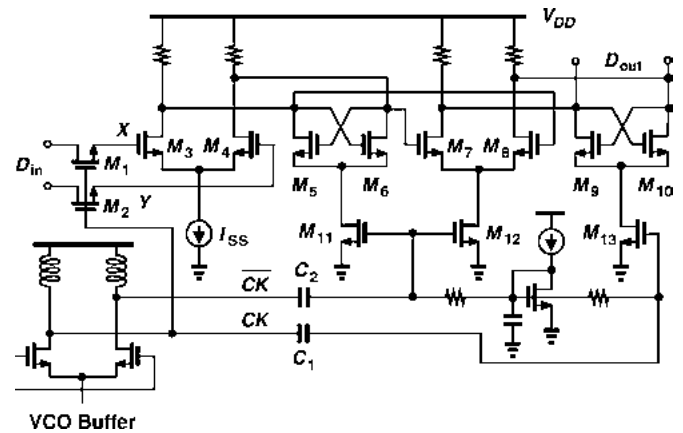 V_DD
D_out
X
M_3
M_4
M_7
M_8
D_in
M_1
M_5
M_6
M_9
M_10
M_2
Y
I_SS
M_11
M_12
M_13
CK
C_2
CK
C_1
VCO Buffer